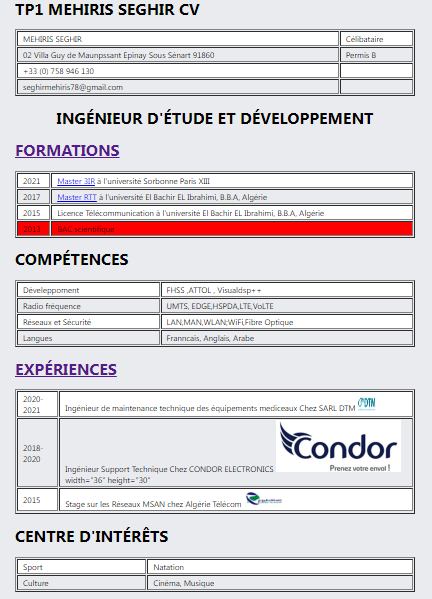 TP1 MEHIRIS SEGHIR CV
MEHIRIS SEGHIR Célibataire
02 Villa Guy de Maunpssant Epinay Sous Sénart 91860 Permis B
+33 (0) 758 946 130
seghirmehiris78@gmail.com
INGÉNIEUR D'ÉTUDE ET DÉVELOPPEMENT
FORMATIONS
2021 Master 3IR à l'université Sorbonne Paris XIII
2017 Master RTT à l'université El Bachir EL Ibrahimi, B.B.A, Algérie
2015 Licence Télécommunication à l'université El Bachir EL Ibrahimi, B.B.A, Algérie
2013 BAC scientifique
COMPÉTENCES
Développement FHSS ,ATTOL , Visualdsp++
Radio fréquence UMTS, EDGE,HSPDA,LTE,VoLTE
Réseaux et Sécurité LAN,MAN,WLAN;WiFi,Fibre Optique
Langues Franncais, Anglais, Arabe
EXPÉRIENCES
2020-
2021 Ingénieur de maintenance technique des équipements mediceaux Chez SARL DTM DTN
2018-
2020 Ingénieur Support Technique Chez CONDOR ELECTRONICS Condor
Prenez votre envol !
width="36" height="30"
2015 Stage sur les Réseaux MSAN chez Algérie Télécom
CENTRE D'INTÉRÊTS
Sport Natation
Culture Cinéma, Musique